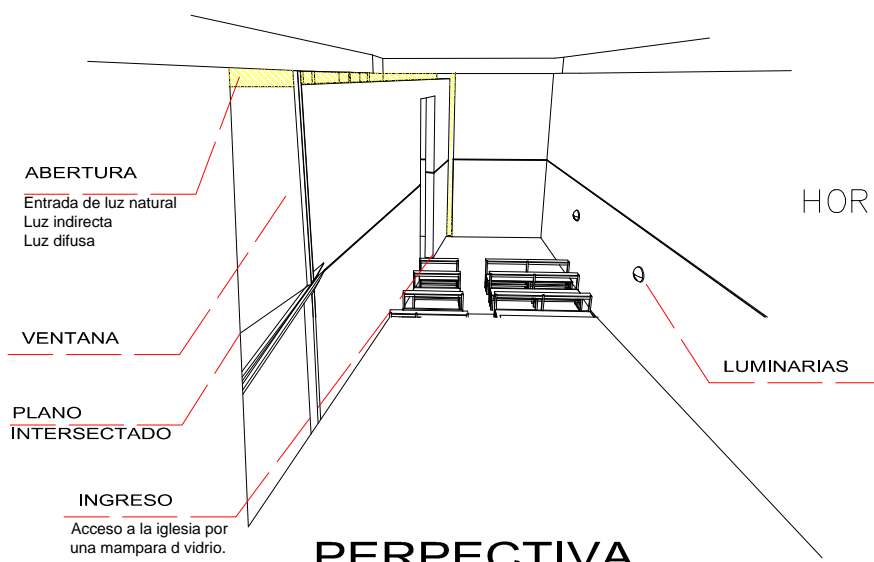 ABERTURA
Entrada de luz natural
Luz indirecta
Luz difusa
HOR
VENTANA
LUMINARIAS
PLANO
INTERSECTADO
INGRESO
Acceso a la iglesia por
una mampara d vidrio.
PERPECTIVA